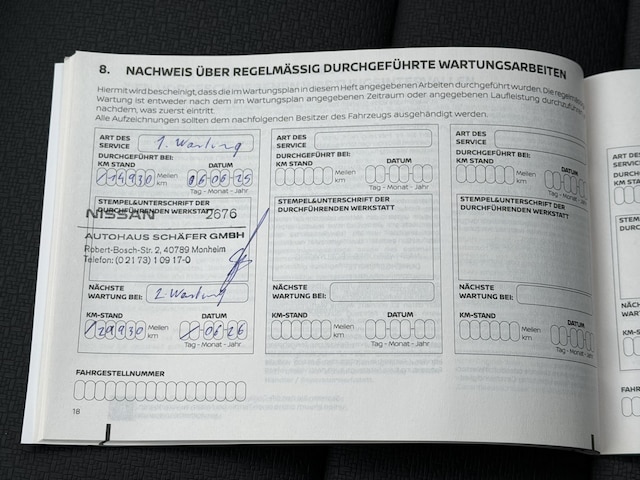 8. NACHWEIS ÜBER REGELMÄSSIG DURCHGEFÜHRTE WARTUNGSARBEITEN
Hiermit wird bescheinigt, dass die im Wartungsplan in diesem Heft angegebenen Arbeiten durchgeführt wurden. Die regelmäßige
Wartung ist entweder nach dem im Wartungsplan angegebenen Zeitraum oder angegebenen Laufleistung durchzuführen,
nachdem, was zuerst eintritt.
Alle Aufzeichnungen sollten dem nachfolgenden Besitzer des Fahrzeugs ausgehändigt werden.
ART DES
SERVICE
1. Wartung
DURCHGEFÜHRT BEI:
KM STAND
DATUM
14930
Meilen
km
06 06 25
Tag - Monat - Jahr
STEMPEL&UNTERSCHRIFT DER
DURCHFÜHRENDEN WERKSTATT
NISSAN 2676
AUTOHAUS SCHÄFER GMBH
Robert-Bosch-Str. 2, 40789 Monheim
Telefon: (0 21 73) 1 09 17-0
NÄCHSTE
WARTUNG BEI:
2. Wartung
KM-STAND
DATUM
29930
Meilen
km
06 26
Tag - Monat - Jahr
ART DES
SERVICE
DURCHGEFÜHRT BEI:
KM STAND
DATUM
Meilen
km
Tag - Monat - Jahr
STEMPEL&UNTERSCHRIFT DER
DURCHFÜHRENDEN WERKSTATT
NÄCHSTE
WARTUNG BEI:
KM-STAND
DATUM
Meilen
km
Tag - Monat - Jahr
ART DES
SERVICE
DURCHGEFÜHRT BEI:
KM STAND
DATUM
Meilen
km
Tag - Monat - Jahr
STEMPEL&UNTERSCHRIFT DER
DURCHFÜHRENDEN WERKSTATT
NÄCHSTE
WARTUNG BEI:
KM-STAND
DATUM
Meilen
km
Tag - Monat - Jahr
FAHRGESTELLNUMMER
18